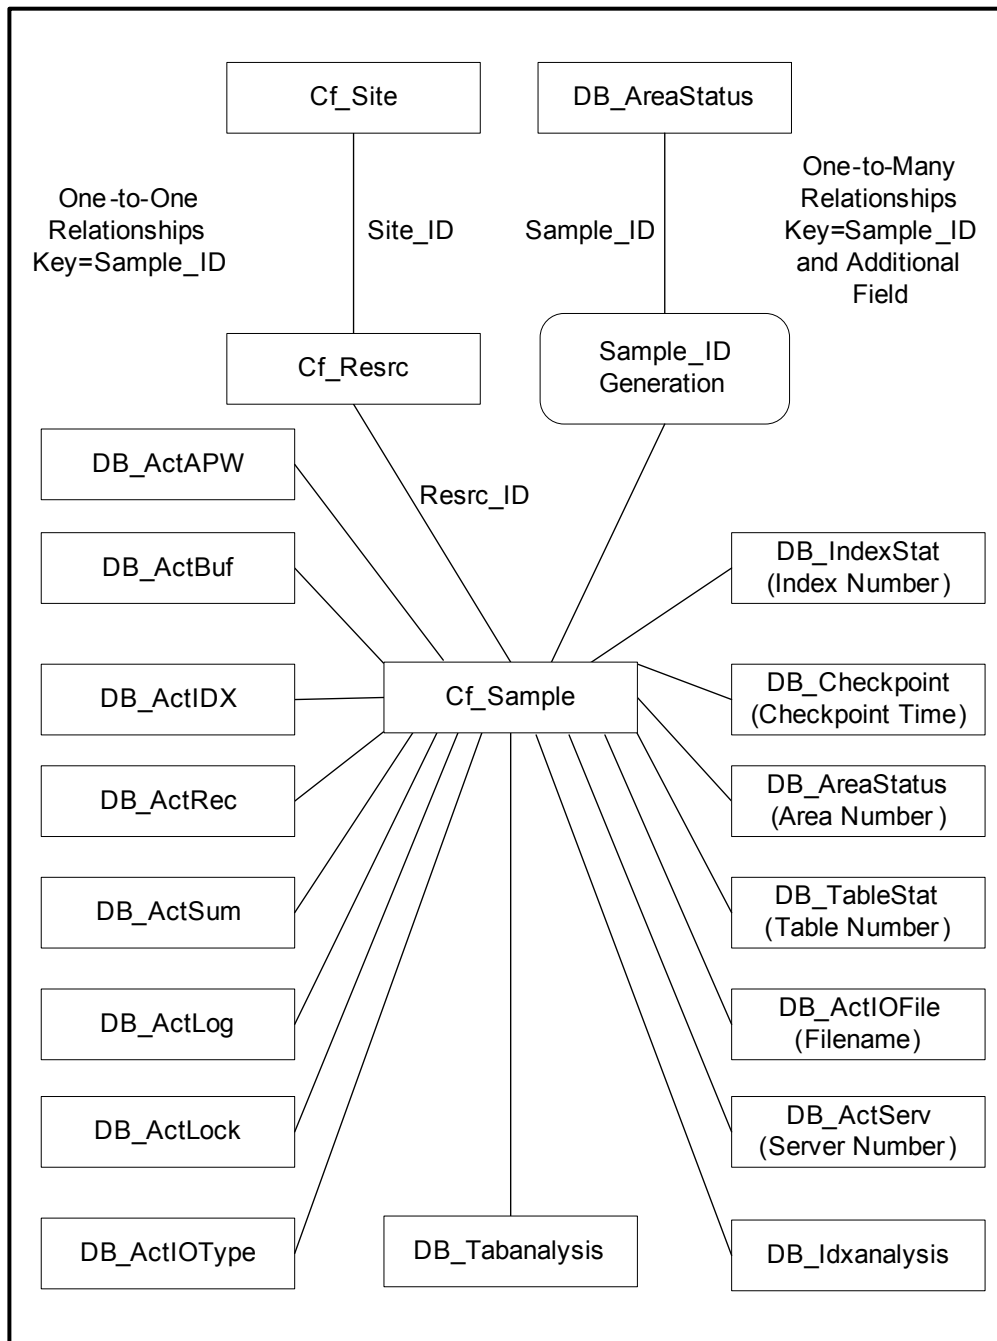 Cf_Site
DB_AreaStatus
One-to-One
Relationships
Key=Sample_ID
Site_ID
Sample_ID
One-to-Many
Relationships
Key=Sample_ID
and Additional
Field
Cf_Resrc
Sample_ID
Generation
DB_ActAPW
Resrc_ID
DB_ActBuf
DB_IndexStat
(Index Number)
DB_ActIDX
Cf_Sample
DB_Checkpoint
(Checkpoint Time)
DB_ActRec
DB_AreaStatus
(Area Number)
DB_ActSum
DB_TableStat
(Table Number)
DB_ActLog
DB_ActIOFile
(Filename)
DB_ActLock
DB_ActServ
(Server Number)
DB_ActIOType
DB_Tabanalysis
DB_Idxanalysis